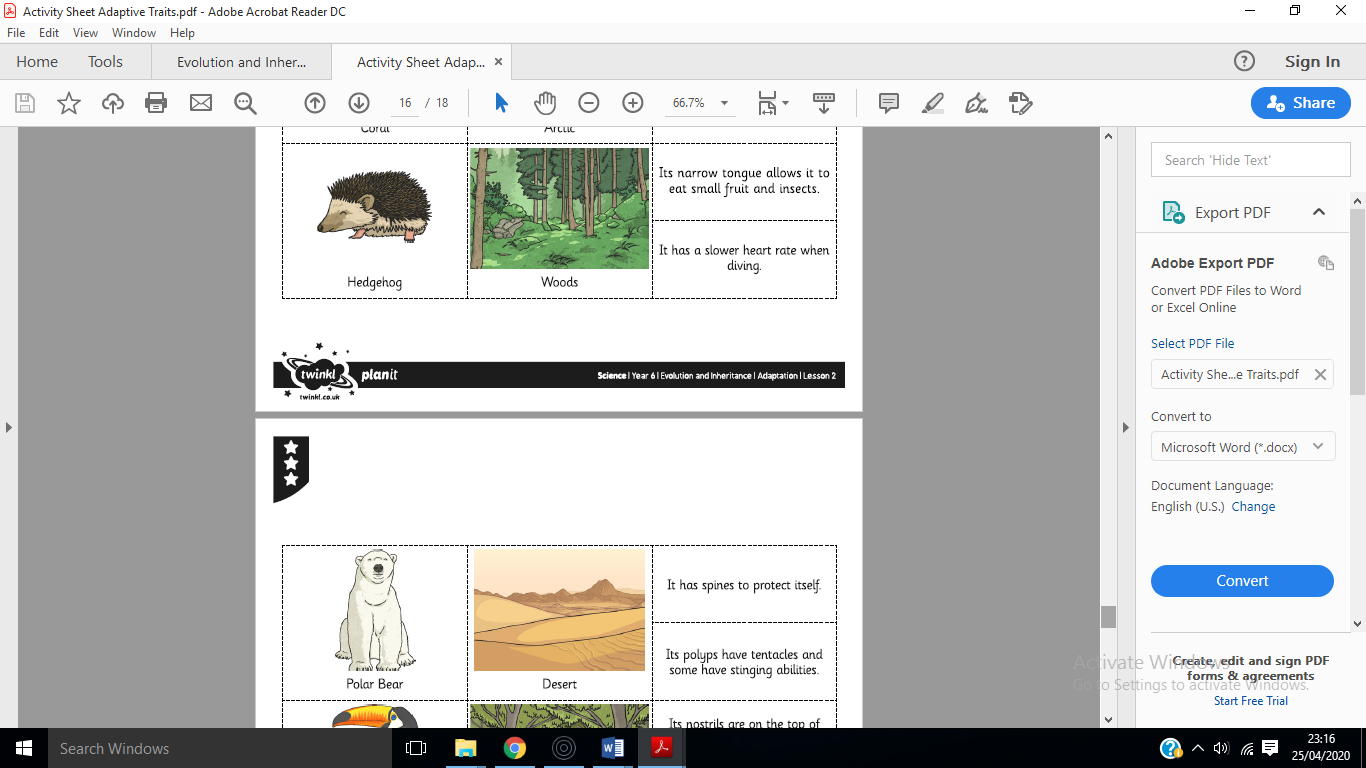 Activity Sheet Adaptive Traits.pdf - Adobe Acrobat Reader DC
File Edit View Window Help
Home Tools Evolution and Inher... Activity Sheet Adap... Sign In
16 / 18 66.7% Share
Coral Arctic
Its narrow tongue allows it to
eat small fruit and insects.
It has a slower heart rate when
diving.
Hedgehog Woods
twinkl planit Science | Year 6 | Evolution and Inheritance | Adaptation | Lesson 2
twinkl.co.uk
It has spines to protect itself.
Its polyps have tentacles and
some have stinging abilities.
Polar Bear Desert
Its nostrils are on the top of
Search 'Hide Text'
Export PDF
Adobe Export PDF
Convert PDF Files to Word
or Excel Online
Select PDF File
Activity She...e Traits.pdf
Convert to
Microsoft Word (*.docx)
Document Language:
English (U.S.) Change
Convert
Create, edit and sign PDF
forms & agreements
Start Free Trial
Activate Windows
Go to Settings to activate Windows.
Search Windows
23:16
25/04/2020